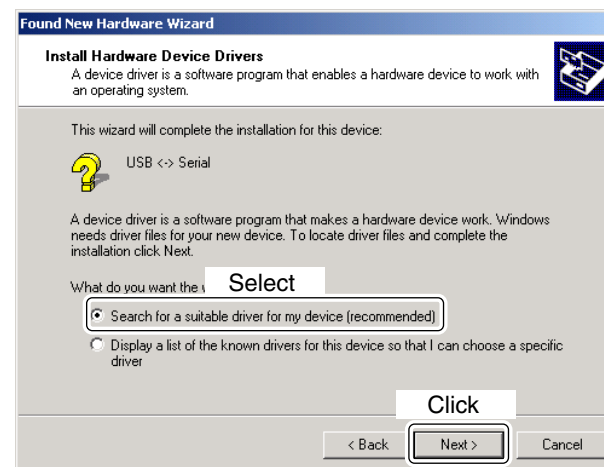 Found New Hardware Wizard
Install Hardware Device Drivers
A device driver is a software program that enables a hardware device to work with
an operating system.
This wizard will complete the installation for this device:
USB <-> Serial
A device driver is a software program that makes a hardware device work. Windows
needs driver files for your new device. To locate driver files and complete the
installation click Next.
What do you want the
Select
Search for a suitable driver for my device (recommended)
Display a list of the known drivers for this device so that I can choose a specific
driver
Click
< Back
Next >
Cancel